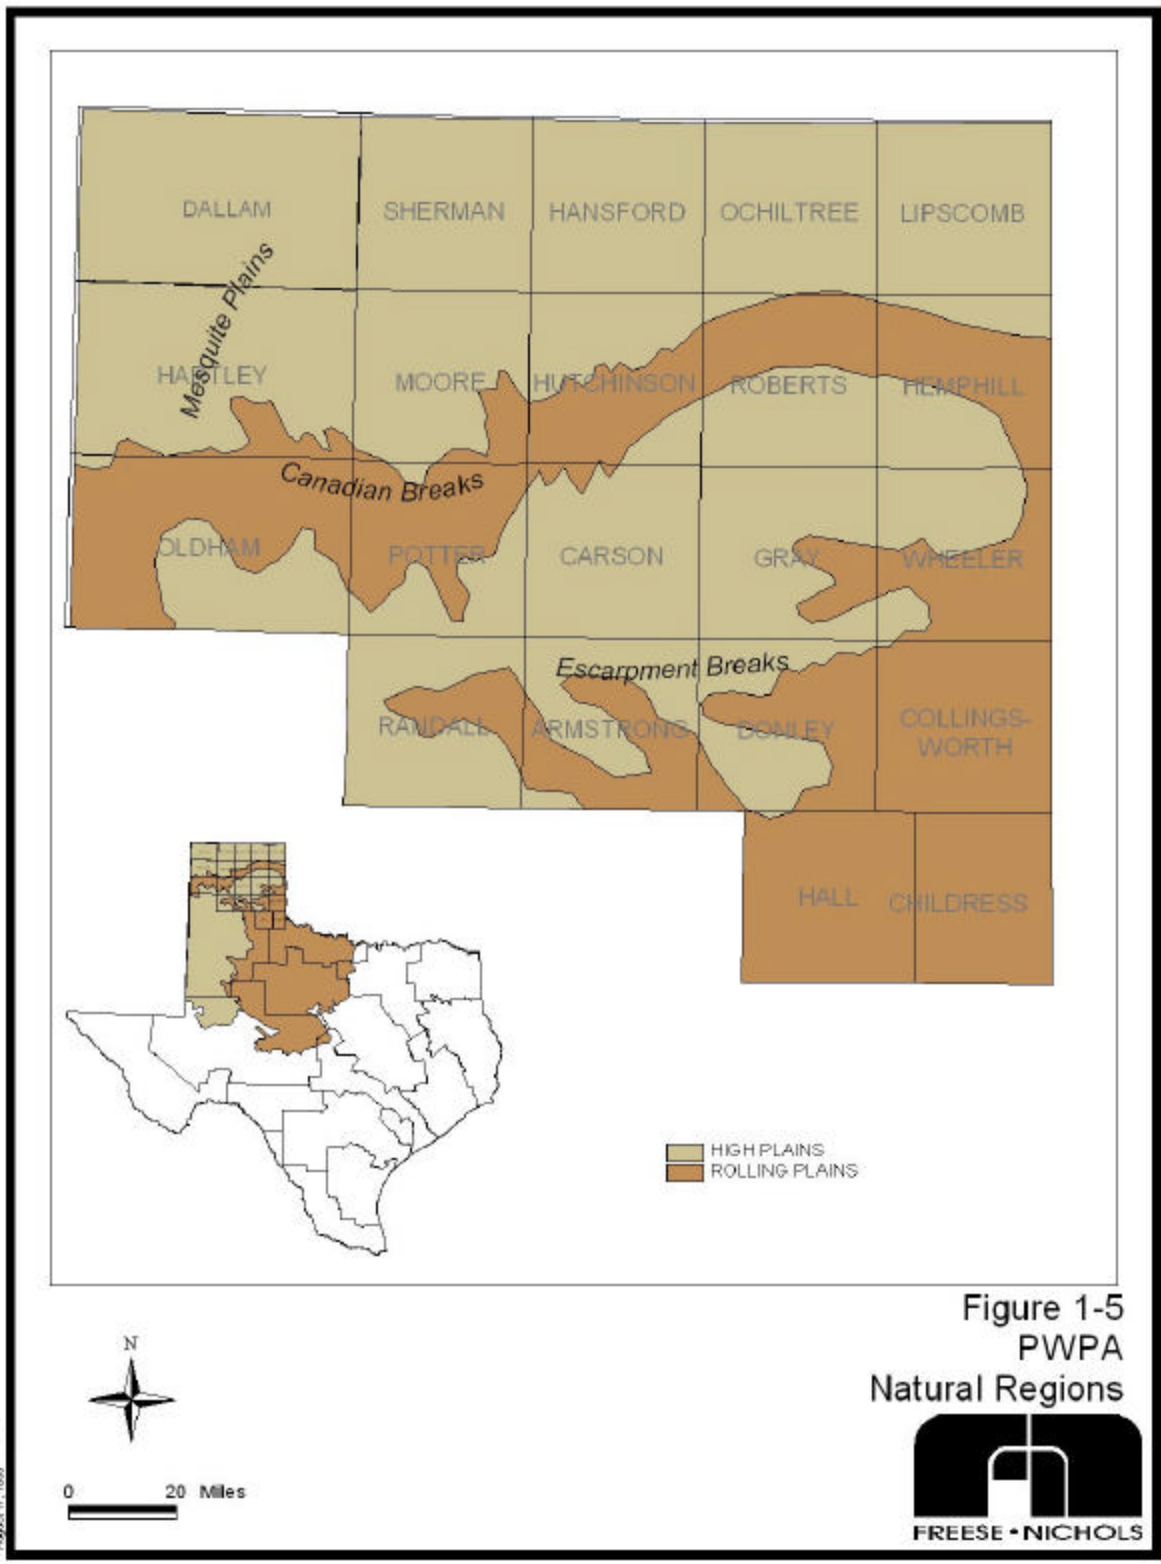 DALLAM
SHERMAN
HANSFORD
OCHILTREE
LIPSCOMB
Mesquite Plains
HARTLEY
MOORE
HUTCHINSON
ROBERTS
HEMPHILL
Canadian Breaks
OLDHAM
POTTER
CARSON
GRAY
WHEELER
Escarpment Breaks
RANDALL
ARMSTRONG
DONLEY
COLLINGS-
WORTH
HALL
CHILDRESS
HIGH PLAINS
ROLLING PLAINS
Figure 1-5
PWPA
Natural Regions
N
0 20 Miles
FREESE • NICHOLS